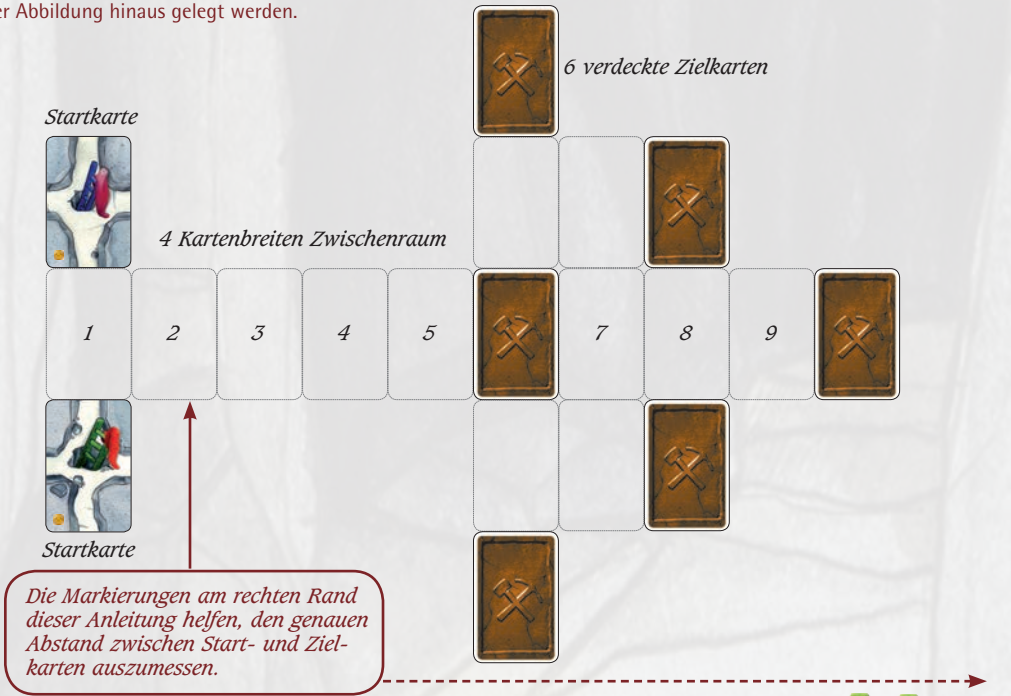 er Abbildung hinaus gelegt werden.
6 verdeckte Zielkarten
Startkarte
4 Kartenbreiten Zwischenraum
1 2 3 4 5 7 8 9
Startkarte
Die Markierungen am rechten Rand
dieser Anleitung helfen, den genauen
Abstand zwischen Start- und Ziel-
karten auszumessen.